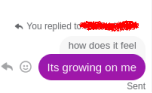 You replied to
how does it feel
Its growing on me
Sent